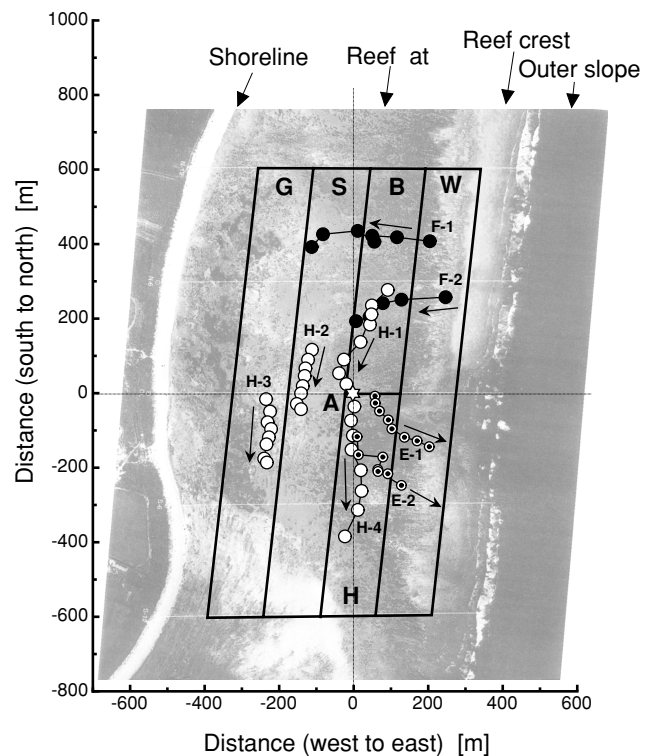 Shoreline
Reef at
Reef crest
Outer slope
1000
800
600
400
200
0
-200
-400
-600
-800
-600
-400
-200
0
200
400
600
Distance (south to north) [m]
Distance (west to east) [m]
G
S
B
W
F-1
F-2
H-1
H-2
H-3
A
E-1
E-2
H-4
H